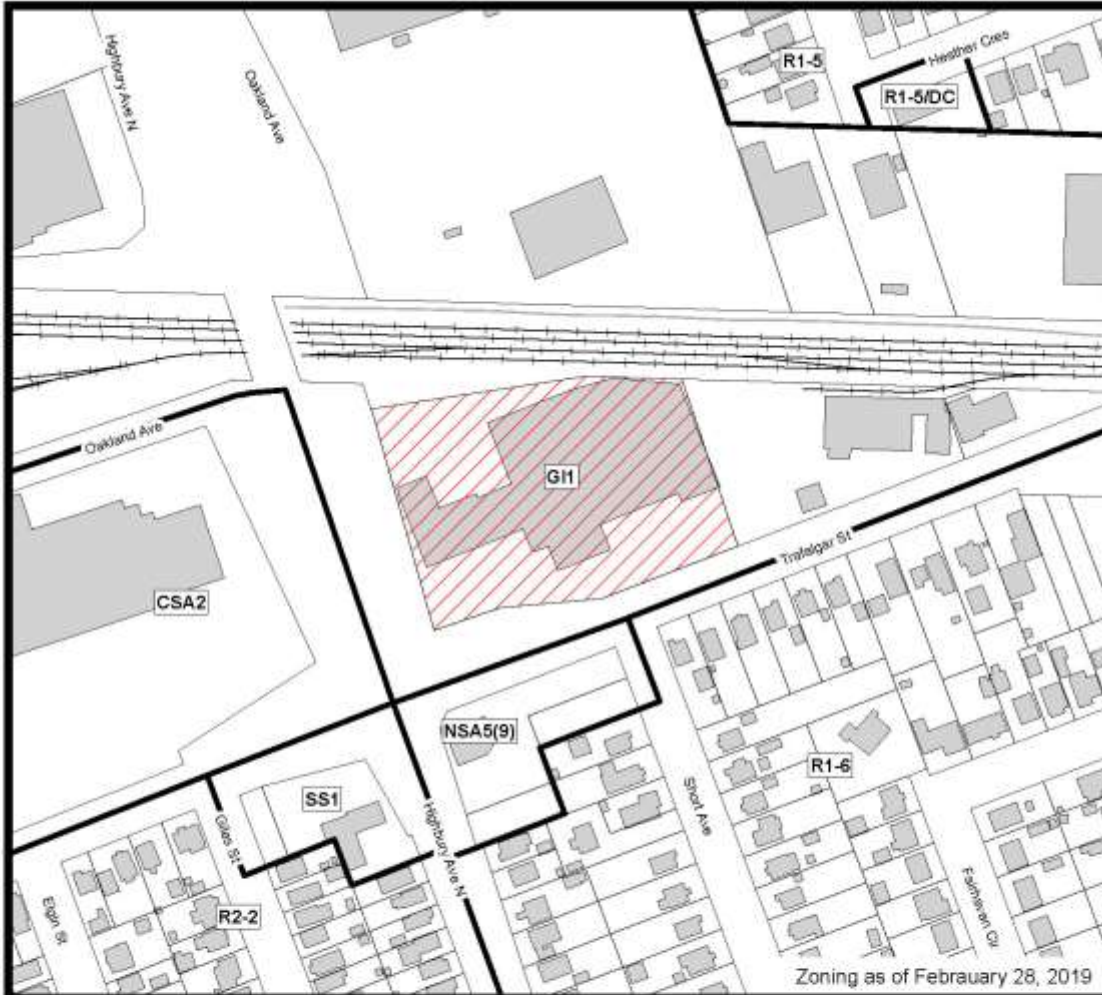 Highbury Ave N
Oakland Ave
R1-5
Heather Cres
R1-5/DC
Oakland Ave
GI1
Trafalgar St
CSA2
NSA5(9)
R1-6
SS1
Giles St
Highbury Ave N
Short Ave
Elgin St
R2-2
Fairhaven Cir
Zoning as of Febrauary 28, 2019